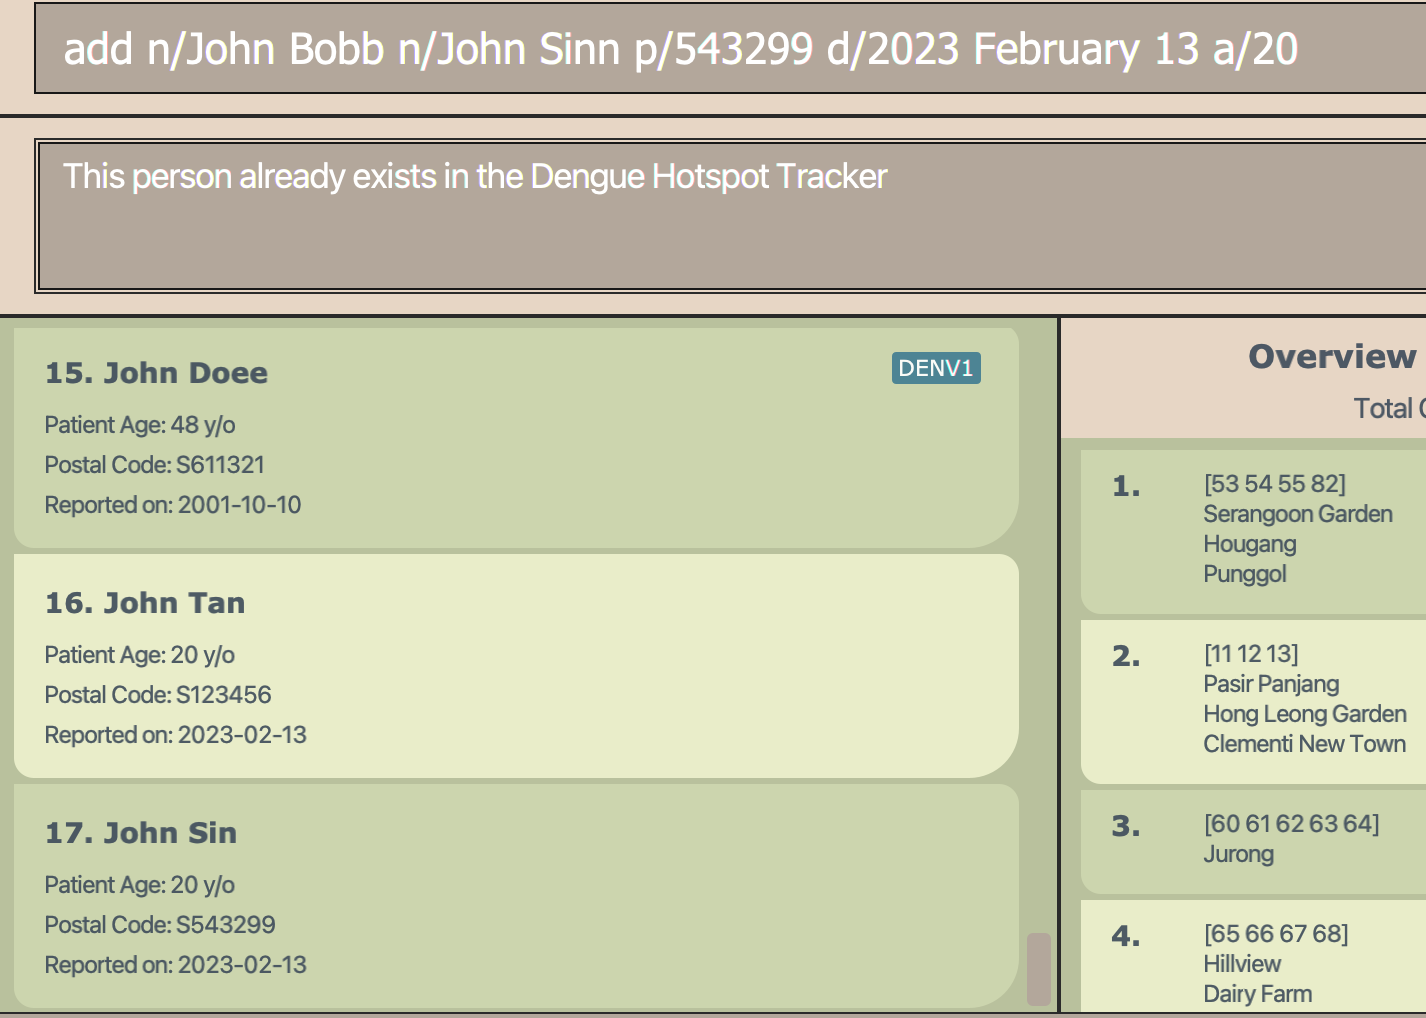 add n/John Bobb n/John Sinn p/543299 d/2023 February 13 a/20
This person already exists in the Dengue Hotspot Tracker
15. John Doee
DENV1
Patient Age: 48 y/o
Postal Code: S611321
Reported on: 2001-10-10
16. John Tan
Patient Age: 20 y/o
Postal Code: S123456
Reported on: 2023-02-13
17. John Sin
Patient Age: 20 y/o
Postal Code: S543299
Reported on: 2023-02-13
Overview
Total
1.
[53 54 55 82]
Serangoon Garden
Hougang
Punggol
2.
[11 12 13]
Pasir Panjang
Hong Leong Garden
Clementi New Town
3.
[60 61 62 63 64]
Jurong
4.
[65 66 67 68]
Hillview
Dairy Farm